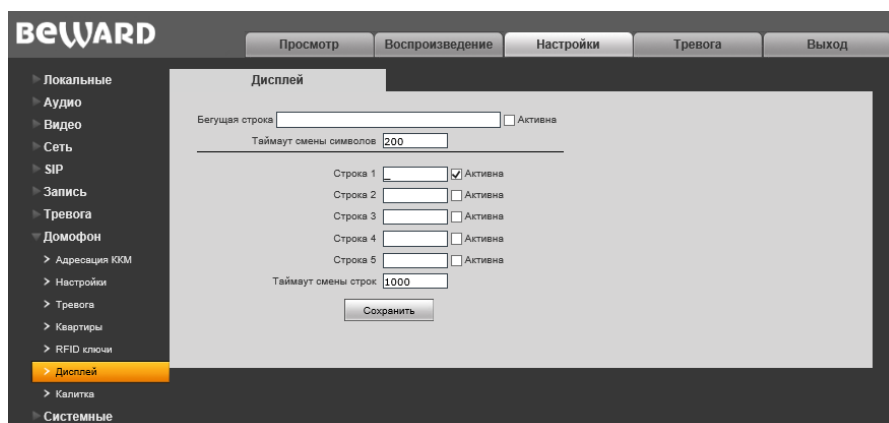 BEWARD
Просмотр Воспроизведение Настройки Тревога Выход
Локальные
Аудио
Видео
Сеть
SIP
Запись
Тревога
Домофон
Адресация ККМ
Настройки
Тревога
Квартиры
RFID ключи
Дисплей
Калитка
Системные
Дисплей
Бегущая строка Активна
Таймаут смены символов 200
Строка 1 _ Активна
Строка 2 Активна
Строка 3 Активна
Строка 4 Активна
Строка 5 Активна
Таймаут смены строк 1000
Сохранить